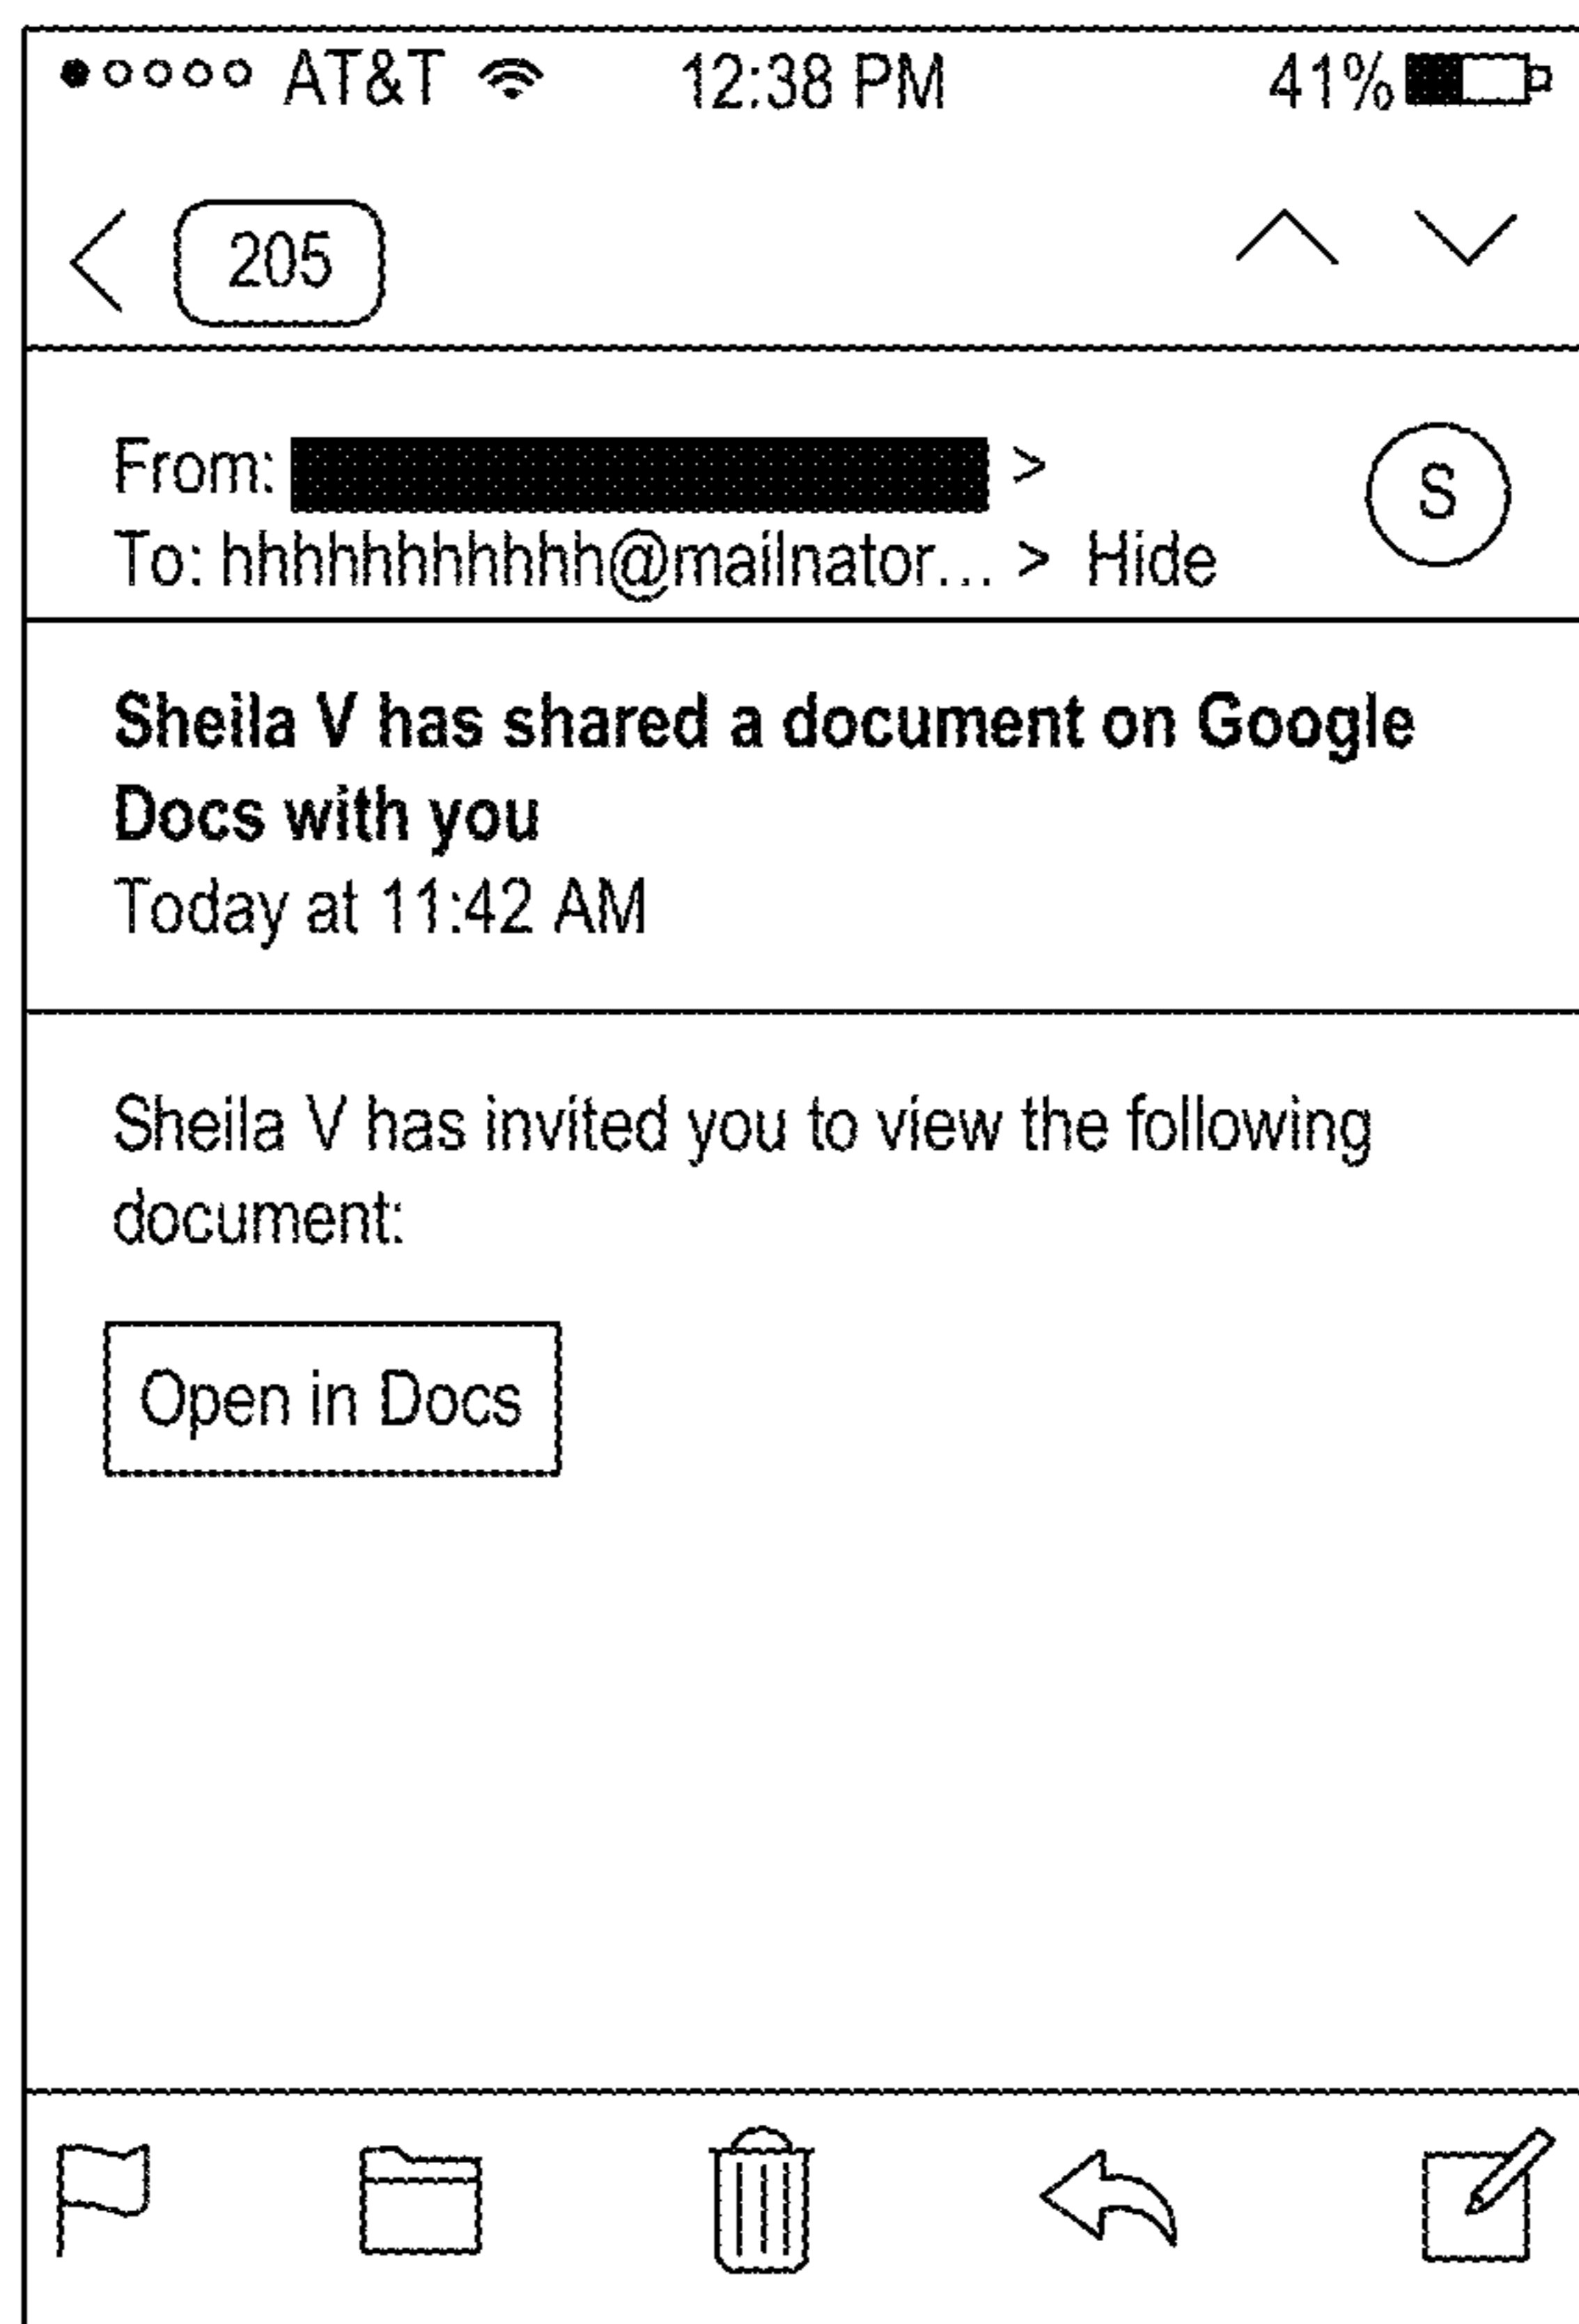 AT&T 12:38 PM 41%
205
From: >
To: hhhhhhhhhhh@mailnator... > Hide
S
Sheila V has shared a document on Google
Docs with you
Today at 11:42 AM
Sheila V has invited you to view the following
document:
Open in Docs